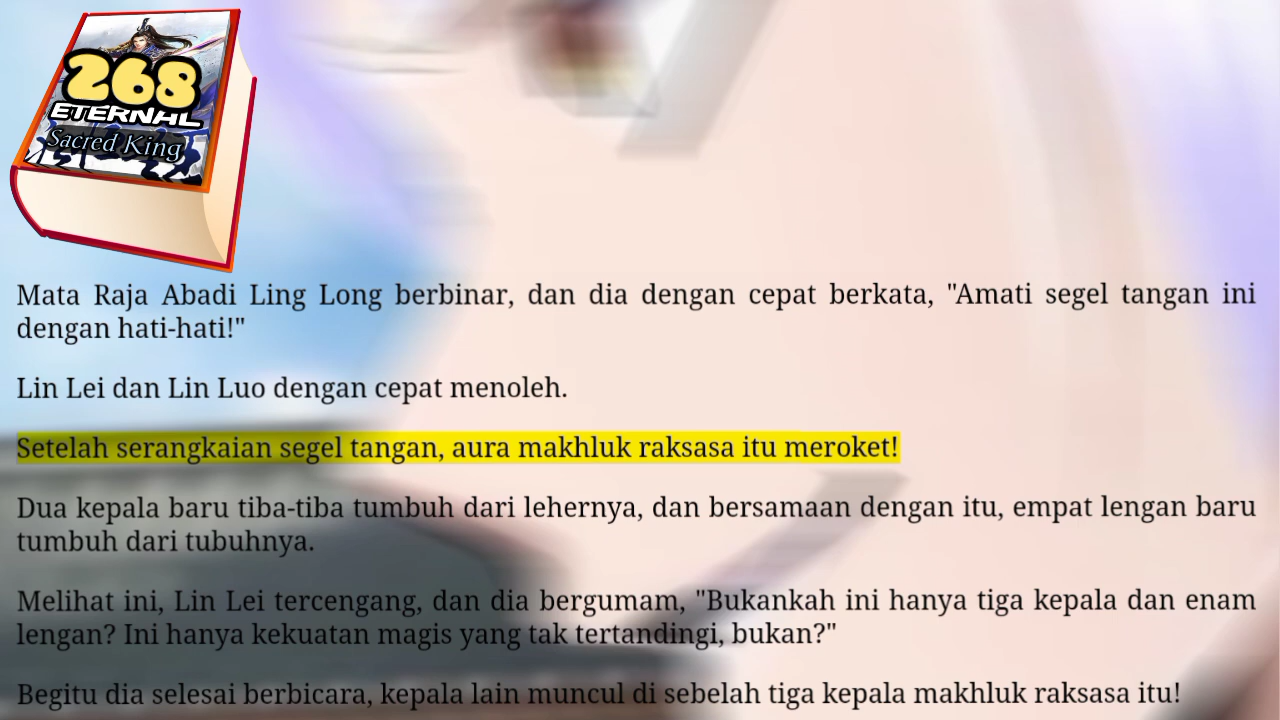 268
ETERNAL
Sacred King
Mata Raja Abadi Ling Long berbinar, dan dia dengan cepat berkata, "Amati segel tangan ini
dengan hati-hati!"
Lin Lei dan Lin Luo dengan cepat menoleh.
Setelah serangkaian segel tangan, aura makhluk raksasa itu meroket!
Dua kepala baru tiba-tiba tumbuh dari lehernya, dan bersamaan dengan itu, empat lengan baru
tumbuh dari tubuhnya.
Melihat ini, Lin Lei tercengang, dan dia bergumam, "Bukankah ini hanya tiga kepala dan enam
lengan? Ini hanya kekuatan magis yang tak tertandingi, bukan?"
Begitu dia selesai berbicara, kepala lain muncul di sebelah tiga kepala makhluk raksasa itu!